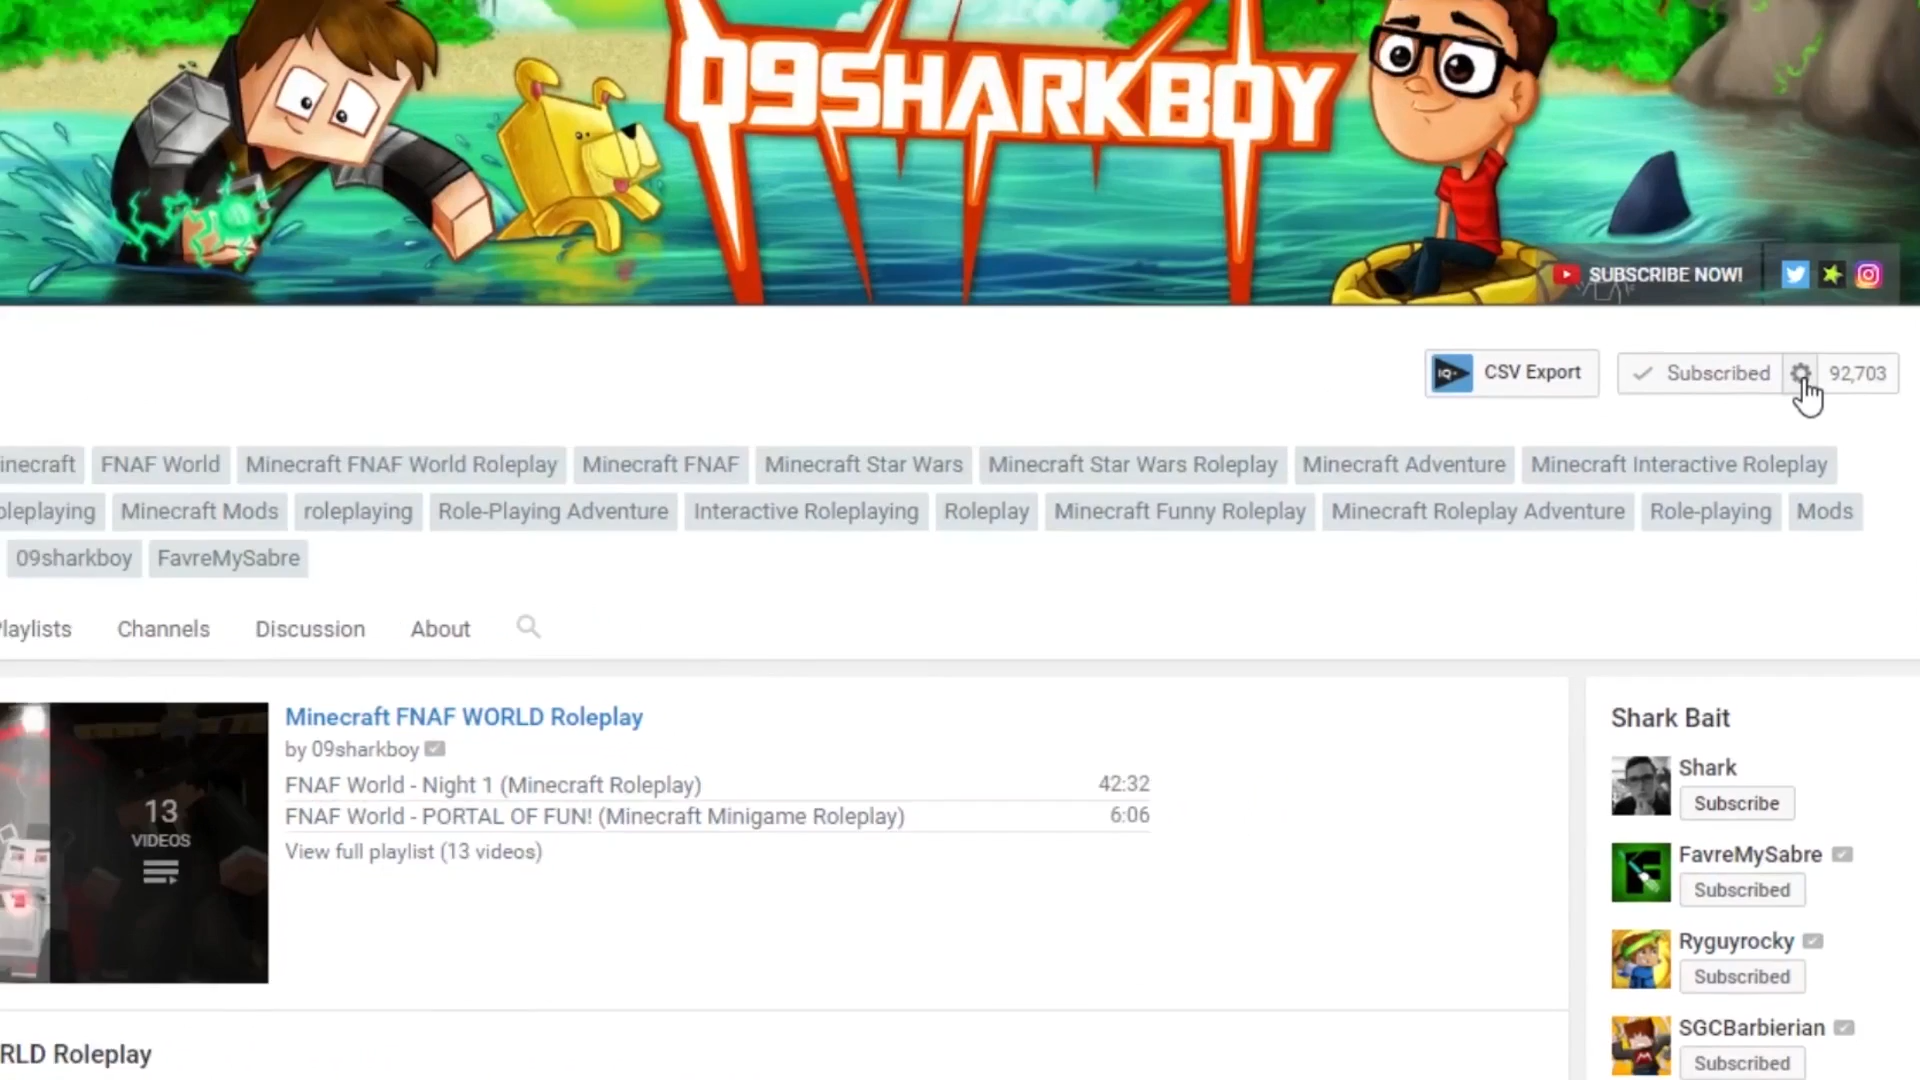 09SHARKBOY
SUBSCRIBE NOW!
IQ CSV Export Subscribed 92,703
inecraft FNAF World Minecraft FNAF World Roleplay Minecraft FNAF Minecraft Star Wars Minecraft Star Wars Roleplay Minecraft Adventure Minecraft Interactive Roleplay
oleplaying Minecraft Mods roleplaying Role-Playing Adventure Interactive Roleplaying Roleplay Minecraft Funny Roleplay Minecraft Roleplay Adventure Role-playing Mods
09sharkboy FavreMySabre
Playlists Channels Discussion About
13
VIDEOS
Minecraft FNAF WORLD Roleplay
by 09sharkboy
FNAF World - Night 1 (Minecraft Roleplay) 42:32
FNAF World - PORTAL OF FUN! (Minecraft Minigame Roleplay) 6:06
View full playlist (13 videos)
RLD Roleplay
Shark Bait
Shark
Subscribe
FavreMySabre
Subscribed
Ryguyrocky
Subscribed
SGCBarbierian
Subscribed